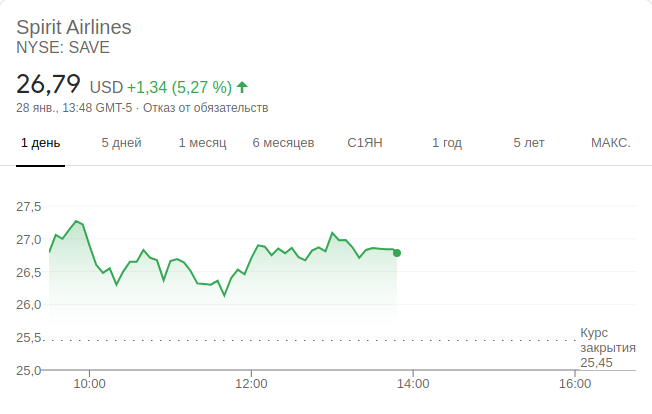 Spirit Airlines
NYSE: SAVE
26,79 USD +1,34 (5,27 %)
28 янв., 13:48 GMT-5 · Отказ от обязательств
1 день 5 дней 1 месяц 6 месяцев С1ЯН 1 год 5 лет МАКС.
27,5
27,0
26,5
26,0
25,5
25,0
Курс
закрытия
25,45
10:00 12:00 14:00 16:00